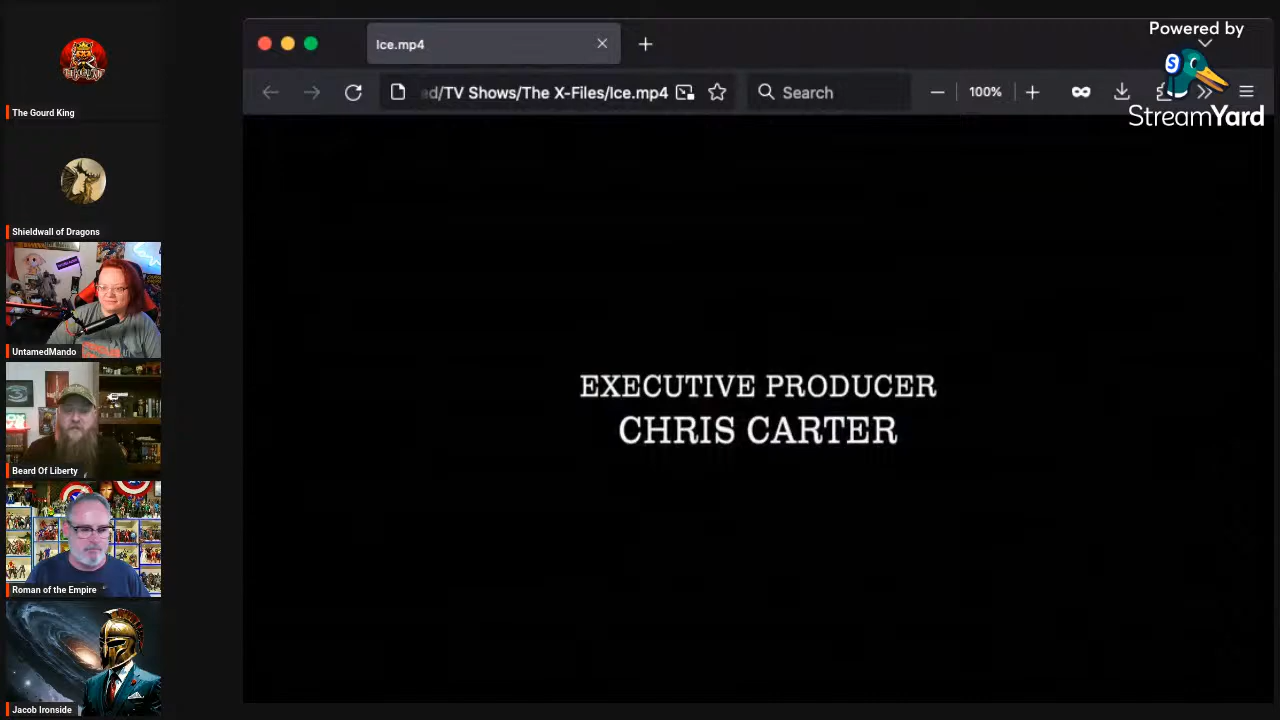 The Gourd King
Shieldwall of Dragons
UntamedMando
Beard Of Liberty
Roman of the Empire
Jacob Ironside
Ice.mp4
ed/TV Shows/The X-Files/Ice.mp4
Search
100%
Powered by
S
StreamYard
EXECUTIVE PRODUCER
CHRIS CARTER